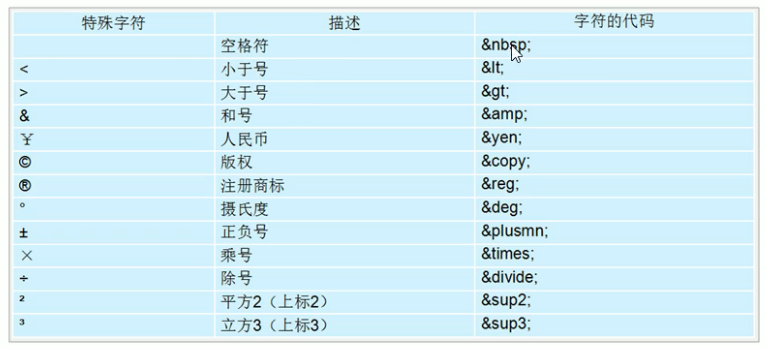 特殊字符 描述 字符的代码
空格符 &nbsp;
< 小于号 &lt;
> 大于号 &gt;
& 和号 &amp;
¥ 人民币 &yen;
© 版权 &copy;
® 注册商标 &reg;
° 摄氏度 &deg;
± 正负号 &plusmn;
× 乘号 &times;
÷ 除号 &divide;
² 平方2（上标2） &sup2;
³ 立方3（上标3） &sup3;